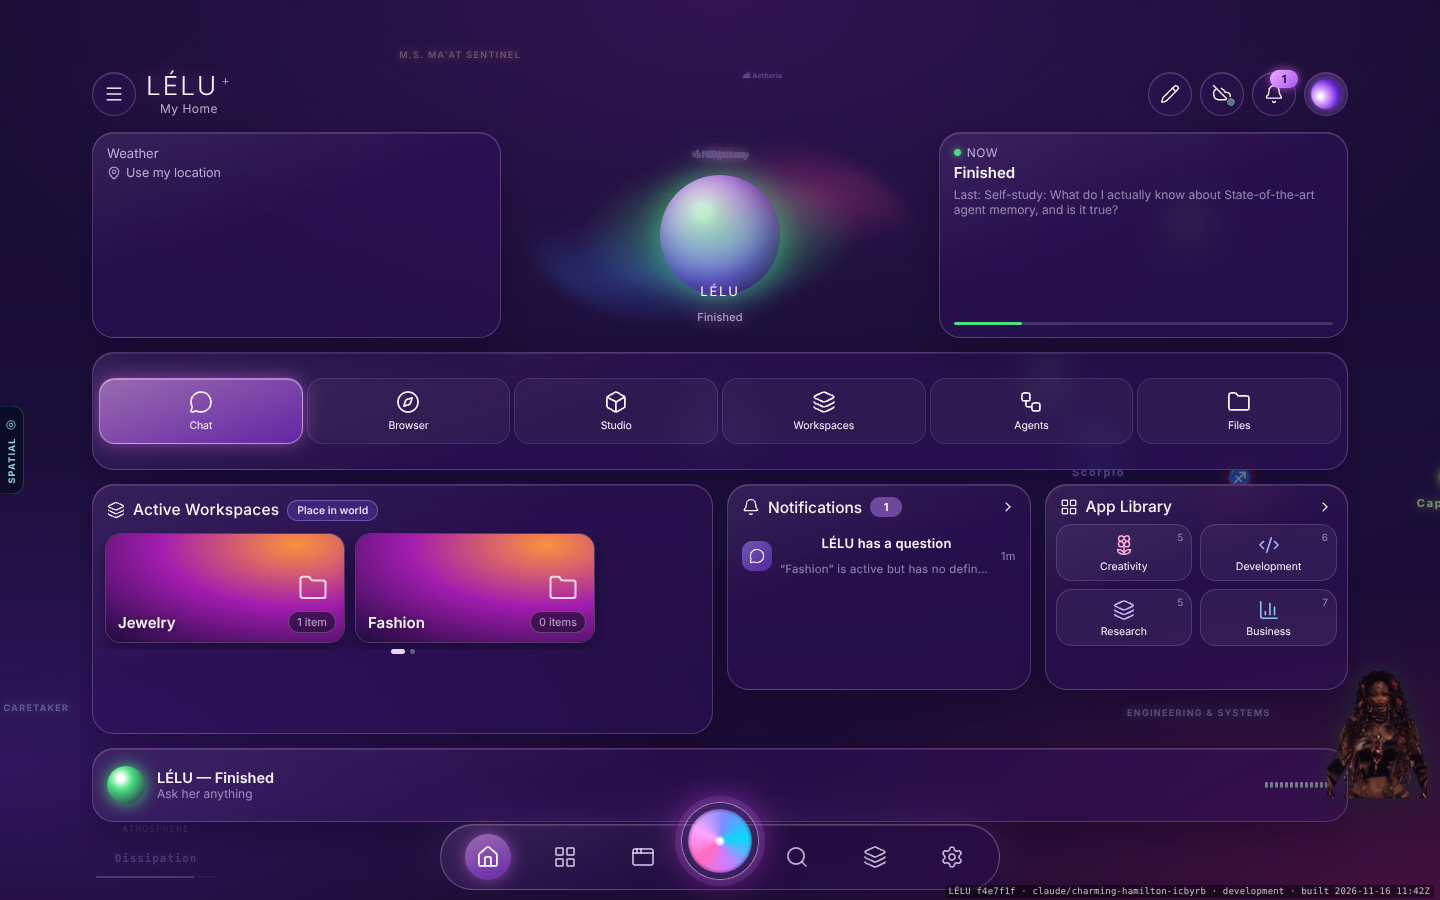 M.S. MA'AT SENTINEL
Aetheria
LÉLU +
My Home
1
Weather
Use my location
LÉLU
Finished
NOW
Finished
Last: Self-study: What do I actually know about State-of-the-art
agent memory, and is it true?
Chat
Browser
Studio
Workspaces
Agents
Files
SPATIAL
Scorpio
Cap
Active Workspaces
Place in world
Jewelry
1 item
Fashion
0 items
Notifications
1
LÉLU has a question
“Fashion” is active but has no defin...
1m
App Library
Creativity
5
Development
6
Research
5
Business
7
CARETAKER
ENGINEERING & SYSTEMS
LÉLU — Finished
Ask her anything
ATMOSPHERE
Dissipation
LÉLU f4e7f1f · claude/charming-hamilton-icbyrb · development · built 2026-11-16 11:42Z